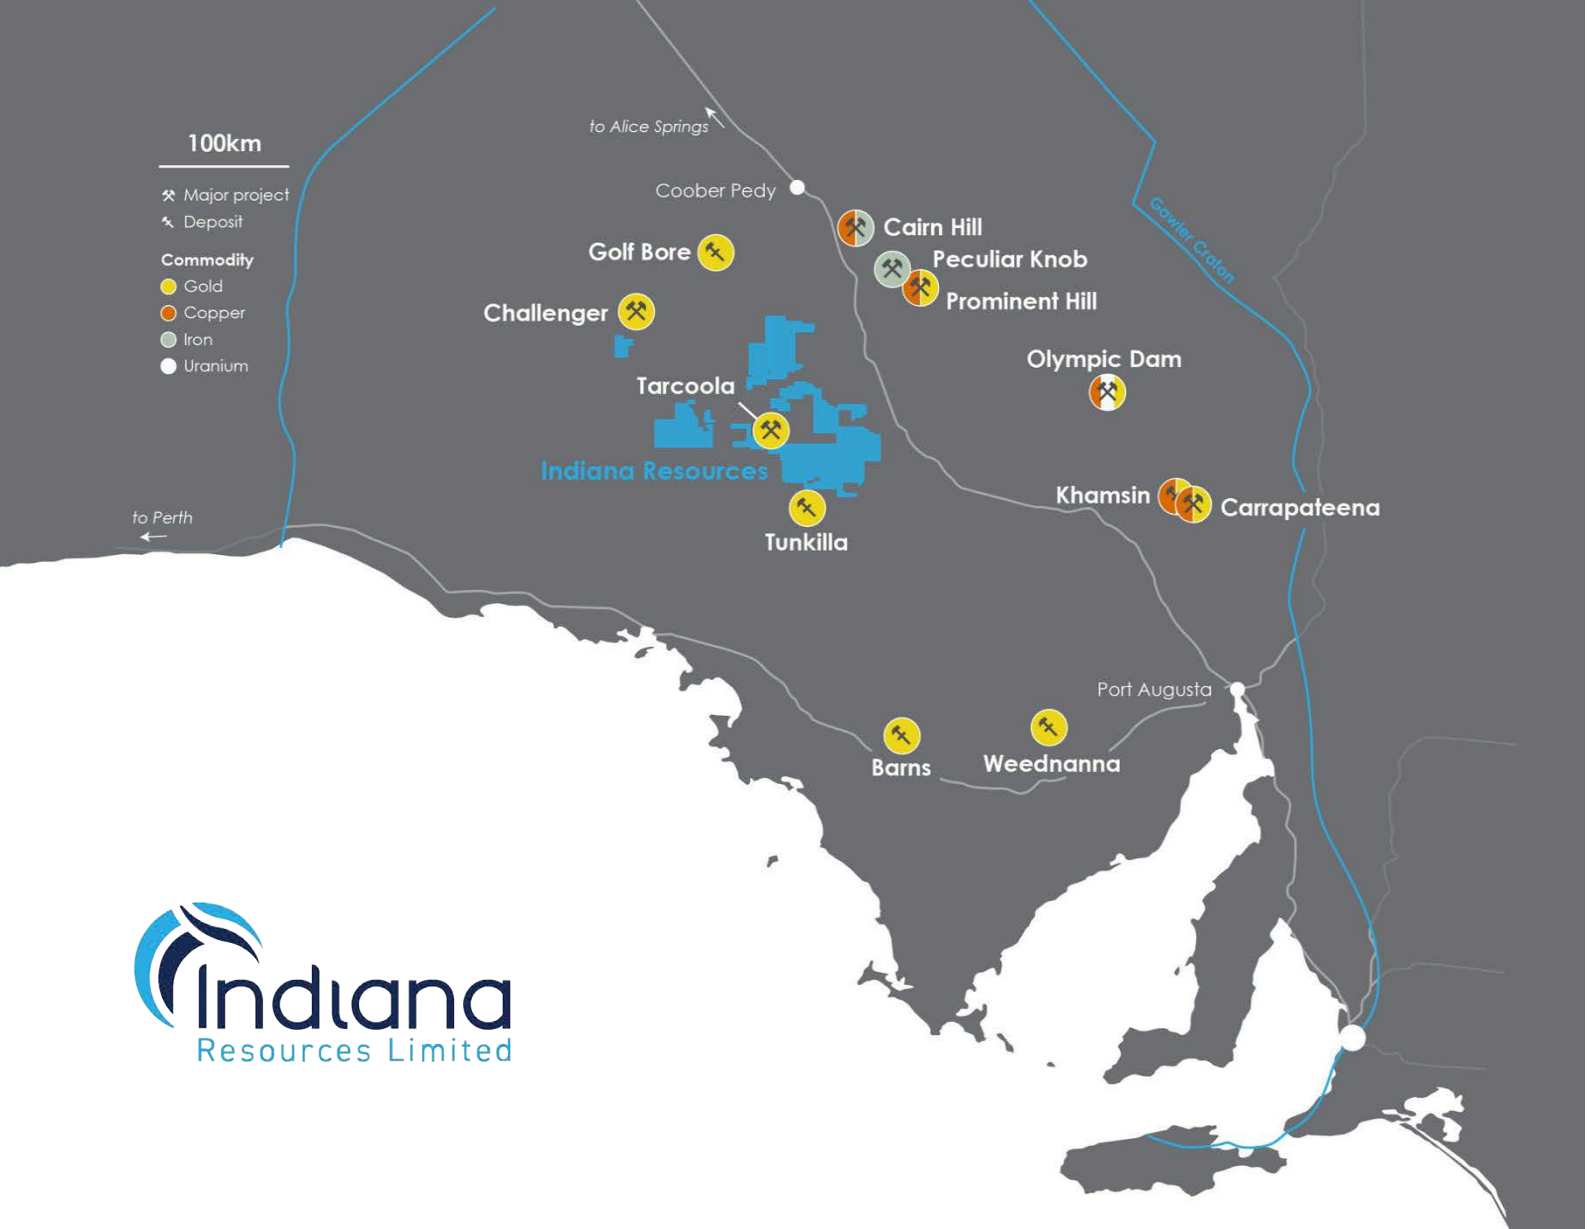 100km
Major project
Deposit
Commodity
Gold
Copper
Iron
Uranium
to Alice Springs
Coober Pedy
Cairn Hill
Golf Bore
Peculiar Knob
Prominent Hill
Challenger
Gawler Craton
Olympic Dam
Tarcoola
Indiana Resources
Khamsin
Carrapateena
to Perth
Tunkilla
Port Augusta
Barns
Weednanna
Indiana
Resources Limited